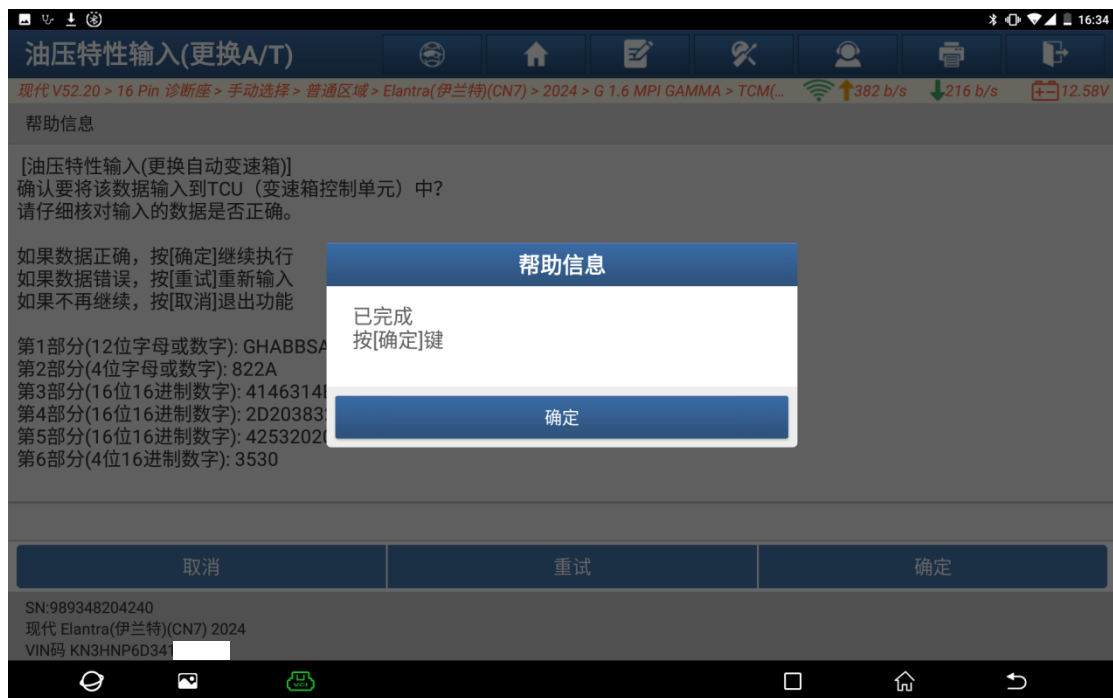 16:34
油压特性输入(更换A/T)
现代 V52.20 > 16 Pin 诊断座 > 手动选择 > 普通区域 > Elantra(伊兰特)(CN7) > 2024 > G 1.6 MPI GAMMA > TCM(... 382 b/s 216 b/s 12.58V
帮助信息
[油压特性输入(更换自动变速箱)]
确认要将该数据输入到TCU（变速箱控制单元）中?
请仔细核对输入的数据是否正确。
如果数据正确，按[确定]继续执行
如果数据错误，按[重试]重新输入
如果不再继续，按[取消]退出功能
第1部分(12位字母或数字): GHABBSA
第2部分(4位字母或数字): 822A
第3部分(16位16进制数字): 4146314
第4部分(16位16进制数字): 2D20383
第5部分(16位16进制数字): 4253202
第6部分(4位16进制数字): 3530
帮助信息
已完成
按[确定]键
确定
取消 重试 确定
SN:989348204240
现代 Elantra(伊兰特)(CN7) 2024
VIN码 KN3HNP6D341
VCI